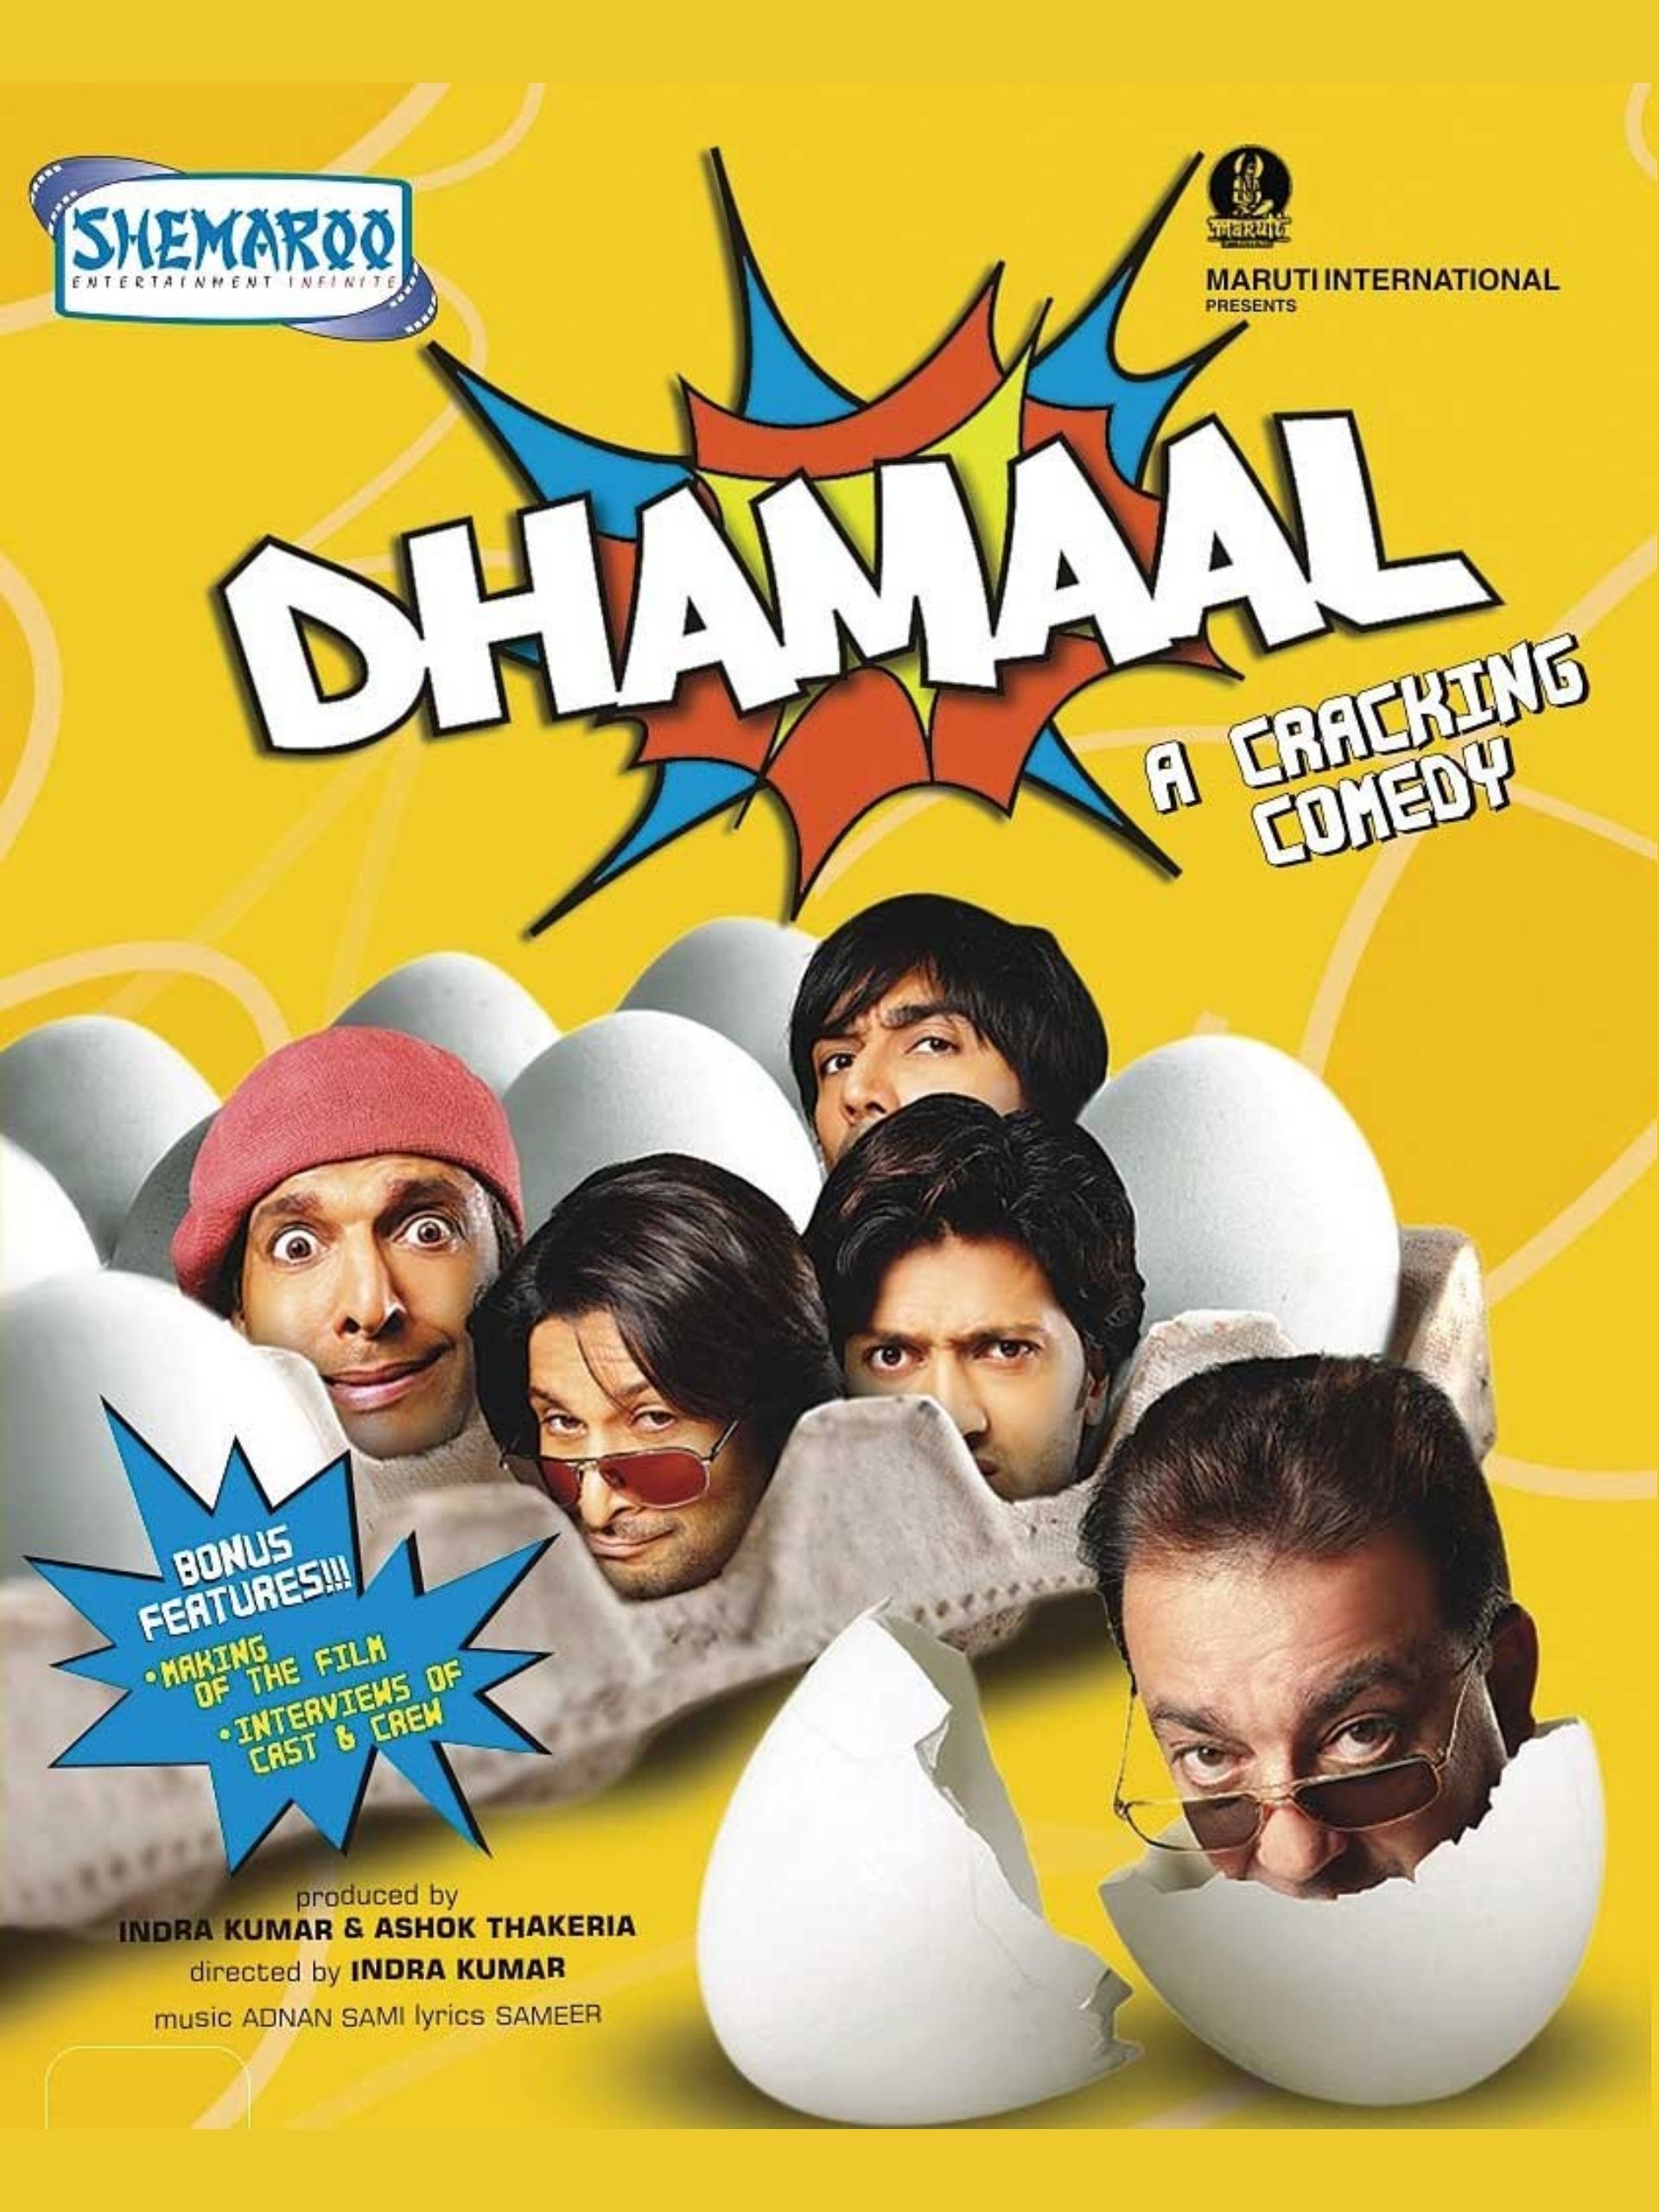 SHEMAROO
ENTERTAINMENT INFINITE
maruti
MARUTI INTERNATIONAL
PRESENTS
DHAMAAL
A CRACKING
COMEDY
BONUS
FEATURES!!!
• MAKING
OF THE FILM
• INTERVIEWS OF
CAST & CREW
produced by
INDRA KUMAR & ASHOK THAKERIA
directed by INDRA KUMAR
music ADNAN SAMI lyrics SAMEER